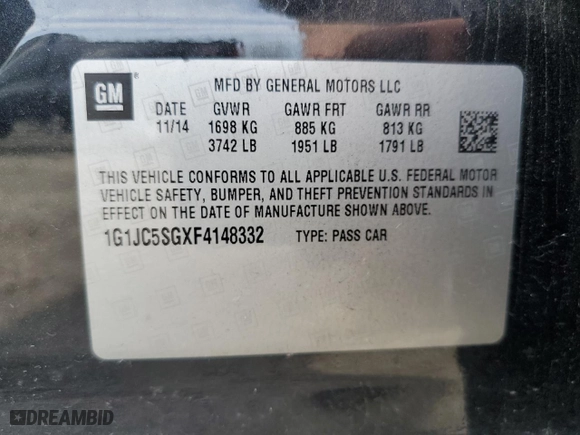 GM
MFD BY GENERAL MOTORS LLC
DATE GVWR GAWR FRT GAWR RR
11/14 1698 KG 885 KG 813 KG
3742 LB 1951 LB 1791 LB
THIS VEHICLE CONFORMS TO ALL APPLICABLE U.S. FEDERAL MOTOR
VEHICLE SAFETY, BUMPER, AND THEFT PREVENTION STANDARDS IN
EFFECT ON THE DATE OF MANUFACTURE SHOWN ABOVE.
1G1JC5SGXF4148332 TYPE: PASS CAR
DREAMBID